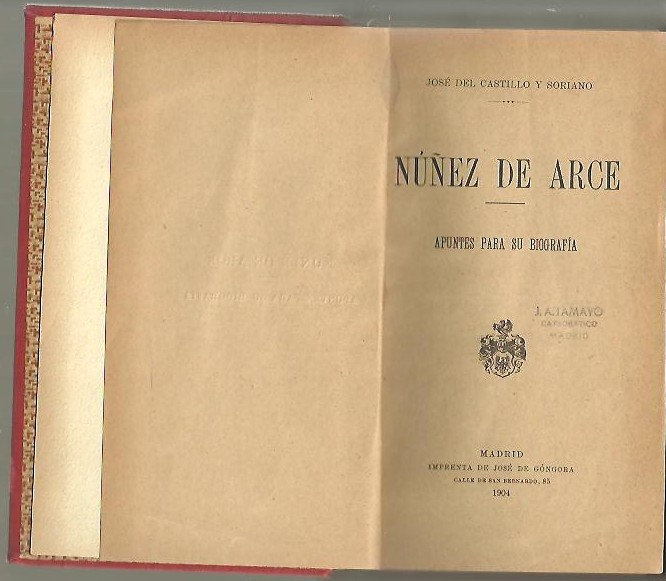 JOSÉ DEL CASTILLO Y SORIANO
NÚÑEZ DE ARCE
APUNTES PARA SU BIOGRAFÍA
J. A. TAMAYO
CATEDRÁTICO
MADRID
MADRID
IMPRENTA DE JOSÉ DE GÓNGORA
CALLE DE SAN BERNARDO, 85
1904